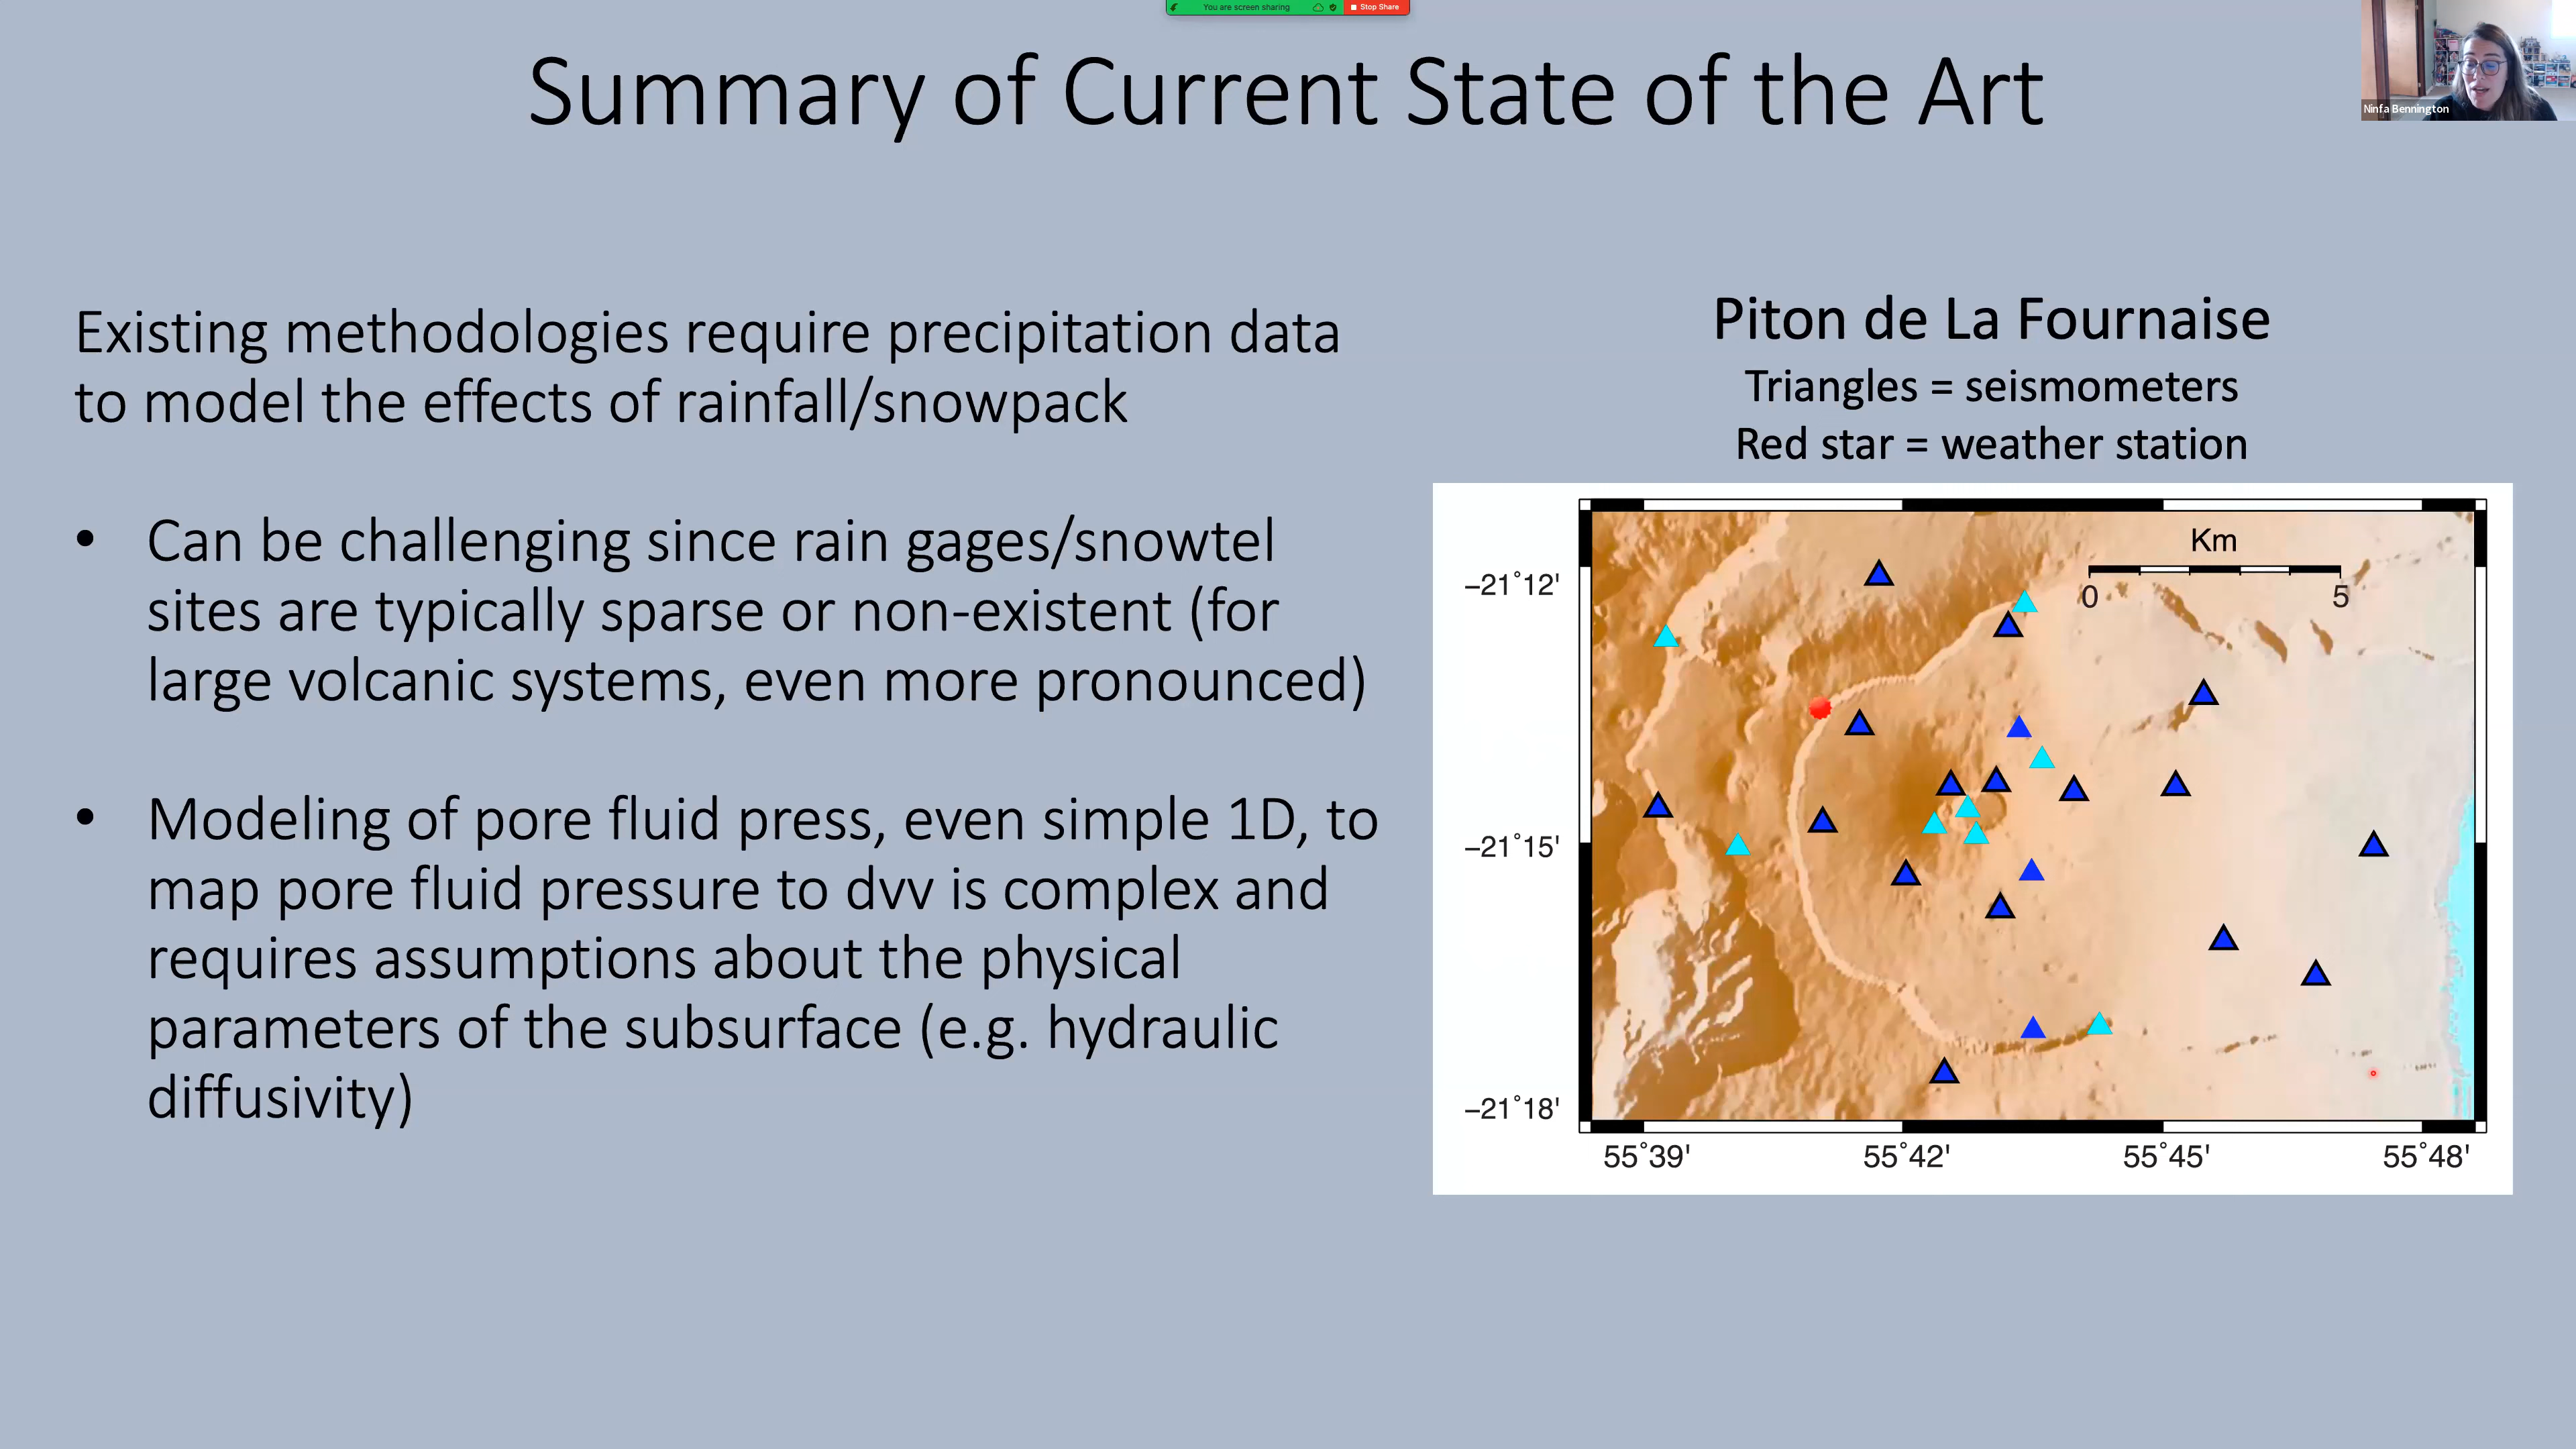 You are screen sharing
Stop Share
Summary of Current State of the Art
Ninfa Bennington
Existing methodologies require precipitation data
to model the effects of rainfall/snowpack
• Can be challenging since rain gages/snowtel
sites are typically sparse or non-existent (for
large volcanic systems, even more pronounced)
• Modeling of pore fluid press, even simple 1D, to
map pore fluid pressure to dvv is complex and
requires assumptions about the physical
parameters of the subsurface (e.g. hydraulic
diffusivity)
Piton de La Fournaise
Triangles = seismometers
Red star = weather station
Km
0 5
−21˚12'
−21˚15'
−21˚18'
55˚39' 55˚42' 55˚45' 55˚48'